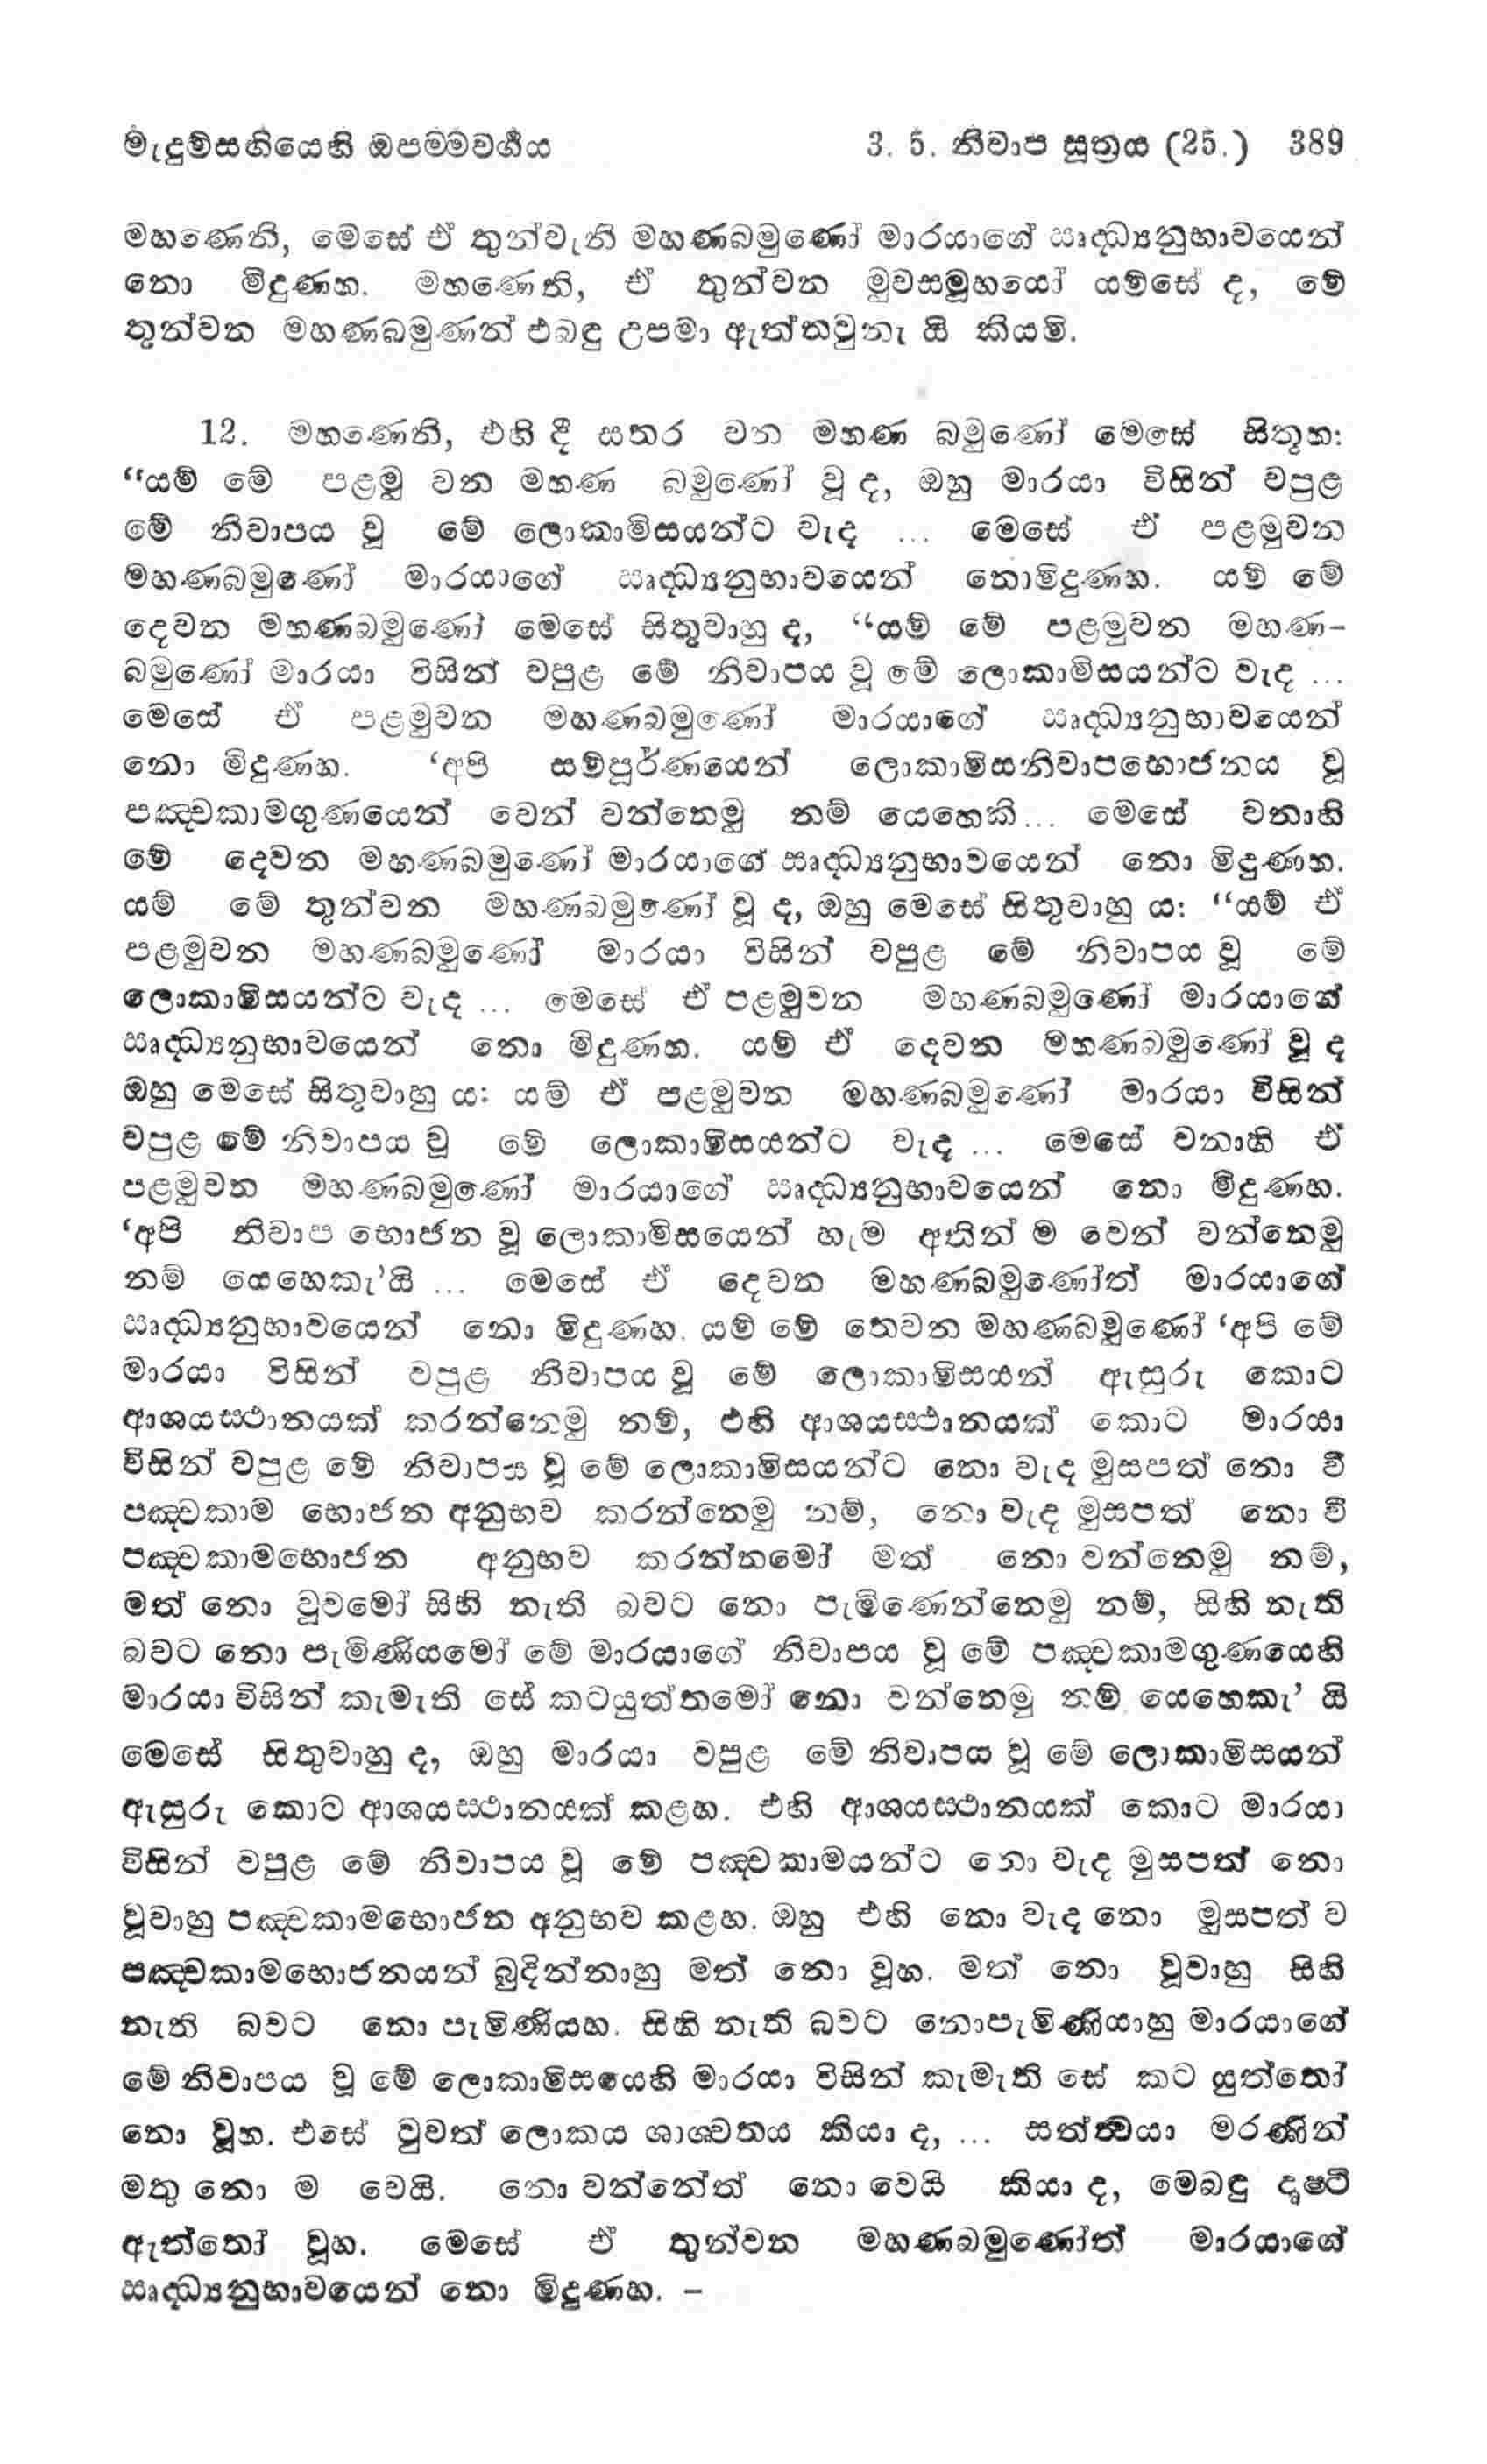 මැදුම්සඟියෙහි ඔපම්මවර්‍ගය 3. 5. නිවාප සූත්‍රය (25.) 389
මහණෙනි, මෙසේ ඒ තුන්වැනි මහණබමුණෝ මාරයාගේ ඍද්ධ්‍යනුභාවයෙන්
නො මිදුණහ. මහණෙනි, ඒ තුන්වන මුවසමූහයෝ යම්සේ ද, මේ
තුන්වන මහණබමුණන් එබඳු උපමා ඇත්තවුනැ යි කියමි.
12. මහණෙනි, එහි දී සතර වන මහණ බමුණෝ මෙසේ සිතූහ:
“යම් මේ පළමු වන මහණ බමුණෝ වූ ද, ඔහු මාරයා විසින් වපුළ
මේ නිවාපය වූ මේ ලොකාමිසයන්ට වැද ... මෙසේ ඒ පළමුවන
මහණබමුණෝ මාරයාගේ ඍද්ධ්‍යනුභාවයෙන් නොමිදුණහ. යම් මේ
දෙවන මහණබමුණෝ මෙසේ සිතුවාහු ද, “යම් මේ පළමුවන මහණ-
බමුණෝ මාරයා විසින් වපුළ මේ නිවාපය වූ මේ ලොකාමිසයන්ට වැද ...
මෙසේ ඒ පළමුවන මහණබමුණෝ මාරයාගේ ඍද්ධ්‍යනුභාවයෙන්
නො මිදුණහ. ‘අපි සම්පූර්ණයෙන් ලොකාමිසනිවාපභොජනය වූ
පඤ්චකාමගුණයෙන් වෙන් වන්නෙමු නම් යෙහෙකි... මෙසේ වනාහි
මේ දෙවන මහණබමුණෝ මාරයාගේ ඍද්ධ්‍යනුභාවයෙන් නො මිදුණහ.
යම් මේ තුන්වන මහණබමුණෝ වූ ද, ඔහු මෙසේ සිතුවාහු ය: “යම් ඒ
පළමුවන මහණබමුණෝ මාරයා විසින් වපුළ මේ නිවාපය වූ මේ
ලොකාමිසයන්ට වැද ... මෙසේ ඒ පළමුවන මහණබමුණෝ මාරයාගේ
ඍද්ධ්‍යනුභාවයෙන් නො මිදුණහ. යම් ඒ දෙවන මහණබමුණෝ වූ ද
ඔහු මෙසේ සිතුවාහු ය: යම් ඒ පළමුවන මහණබමුණෝ මාරයා විසින්
වපුළ මේ නිවාපය වූ මේ ලොකාමිසයන්ට වැද ... මෙසේ වනාහි ඒ
පළමුවන මහණබමුණෝ මාරයාගේ ඍද්ධ්‍යනුභාවයෙන් නො මිදුණහ.
‘අපි නිවාප භොජන වූ ලොකාමිසයෙන් හැම අතින් ම වෙන් වන්නෙමු
නම් යෙහෙකැ’යි ... මෙසේ ඒ දෙවන මහණබමුණෝත් මාරයාගේ
ඍද්ධ්‍යනුභාවයෙන් නො මිදුණහ. යම් මේ තෙවන මහණබමුණෝ ‘අපි මේ
මාරයා විසින් වපුළ නිවාපය වූ මේ ලොකාමිසයන් ඇසුරු කොට
ආශයස්ථානයක් කරන්නෙමු නම්, එහි ආශයස්ථානයක් කොට මාරයා
විසින් වපුළ මේ නිවාපය වූ මේ ලොකාමිසයන්ට නො වැද මුසපත් නො වී
පඤ්චකාම භොජන අනුභව කරන්නෙමු නම්, නො වැද මුසපත් නො වී
පඤ්චකාමභොජන අනුභව කරන්නමෝ මත් නො වන්නෙමු නම්,
මත් නො වූවමෝ සිහි නැති බවට නො පැමිණෙන්නෙමු නම්, සිහි නැති
බවට නො පැමිණියමෝ මේ මාරයාගේ නිවාපය වූ මේ පඤ්චකාමගුණයෙහි
මාරයා විසින් කැමැති සේ කටයුත්තමෝ නො වන්නෙමු නම් යෙහෙකැ’ යි
මෙසේ සිතුවාහු ද, ඔහු මාරයා වපුළ මේ නිවාපය වූ මේ ලොකාමිසයන්
ඇසුරු කොට ආශයස්ථානයක් කළහ. එහි ආශයස්ථානයක් කොට මාරයා
විසින් වපුළ මේ නිවාපය වූ මේ පඤ්චකාමයන්ට නො වැද මුසපත් නො
වූවාහු පඤ්චකාමභොජන අනුභව කළහ. ඔහු එහි නො වැද නො මුසපත් ව
පඤ්චකාමභොජනයන් බුදින්නාහු මත් නො වූහ. මත් නො වූවාහු සිහි
නැති බවට නො පැමිණියහ. සිහි නැති බවට නොපැමිණියාහු මාරයාගේ
මේ නිවාපය වූ මේ ලොකාමිසයෙහි මාරයා විසින් කැමැති සේ කට යුත්තෝ
නො වූහ. එසේ වුවත් ලොකය ශාශ්වතය කියා ද, ... සත්ත්වයා මරණින්
මතු නො ම වෙයි. නො වන්නේත් නො වෙයි කියා ද, මෙබඳු දෘෂ්ටි
ඇත්තෝ වූහ. මෙසේ ඒ තුන්වන මහණබමුණෝත් මාරයාගේ
ඍද්ධ්‍යනුභාවයෙන් නො මිදුණහ. –